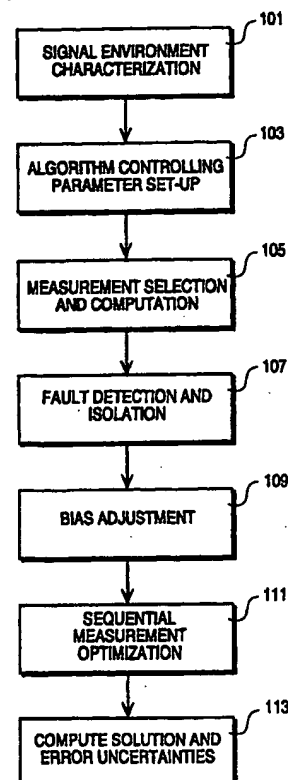 101
SIGNAL ENVIRONMENT
CHARACTERIZATION
103
ALGORITHM CONTROLLING
PARAMETER SET-UP
105
MEASUREMENT SELECTION
AND COMPUTATION
107
FAULT DETECTION AND
ISOLATION
109
BIAS ADJUSTMENT
111
SEQUENTIAL
MEASUREMENT
OPTIMIZATION
113
COMPUTE SOLUTION AND
ERROR UNCERTAINTIES